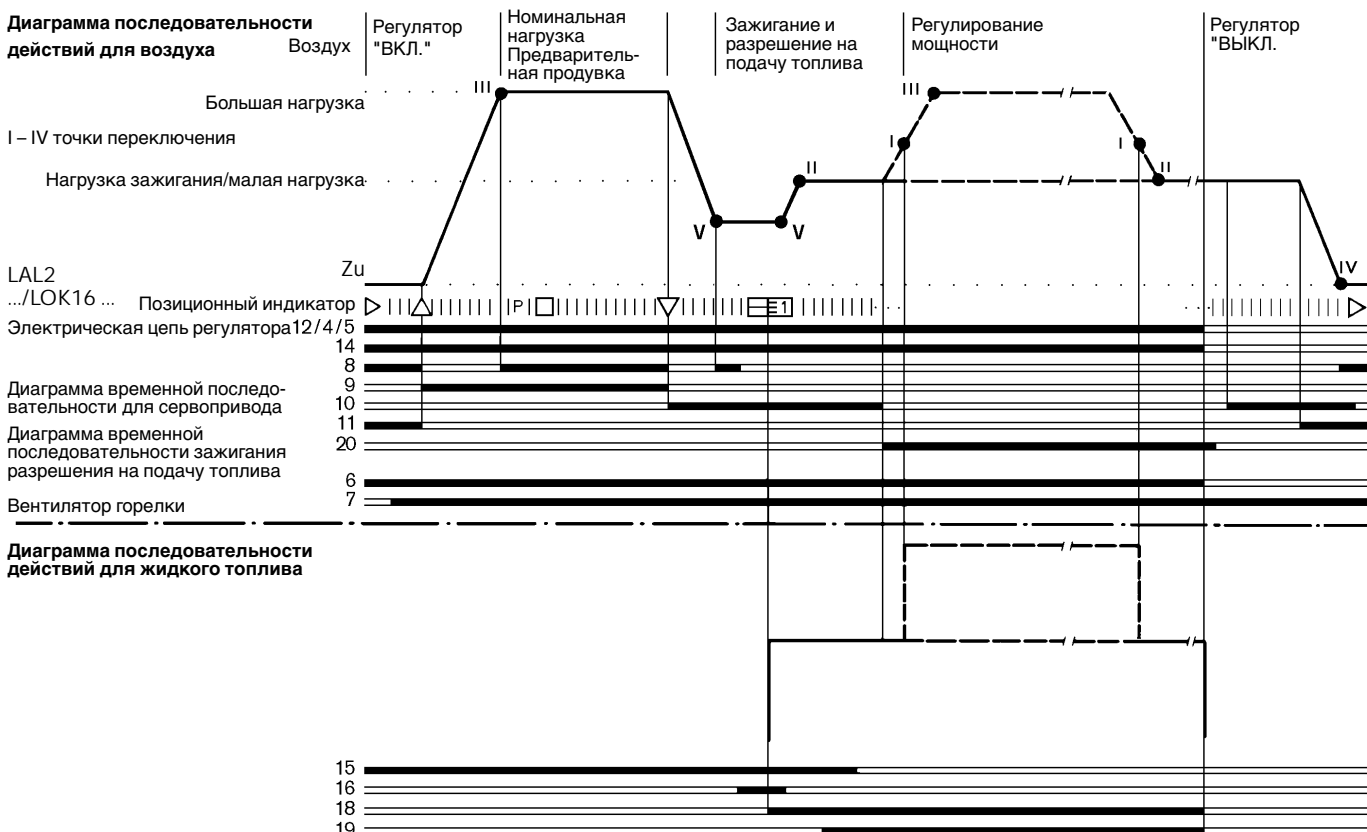 Диаграмма последовательности
действий для воздуха
Воздух
Регулятор
"ВКЛ."
Номинальная
нагрузка
Предваритель-
ная продувка
Зажигание и
разрешение на
подачу топлива
Регулирование
мощности
Регулятор
"ВЫКЛ.
Большая нагрузка
III
III
I – IV точки переключения
I
I
Нагрузка зажигания/малая нагрузка
II
II
V
V
LAL2
.../LOK16 ...
Zu
IV
Позиционный индикатор
P
1
Электрическая цепь регулятора 12/4/5
14
8
Диаграмма временной последо-
вательности для сервопривода
9
10
11
Диаграмма временной
последовательности зажигания
разрешения на подачу топлива
20
6
Вентилятор горелки
7
Диаграмма последовательности
действий для жидкого топлива
15
16
18
19